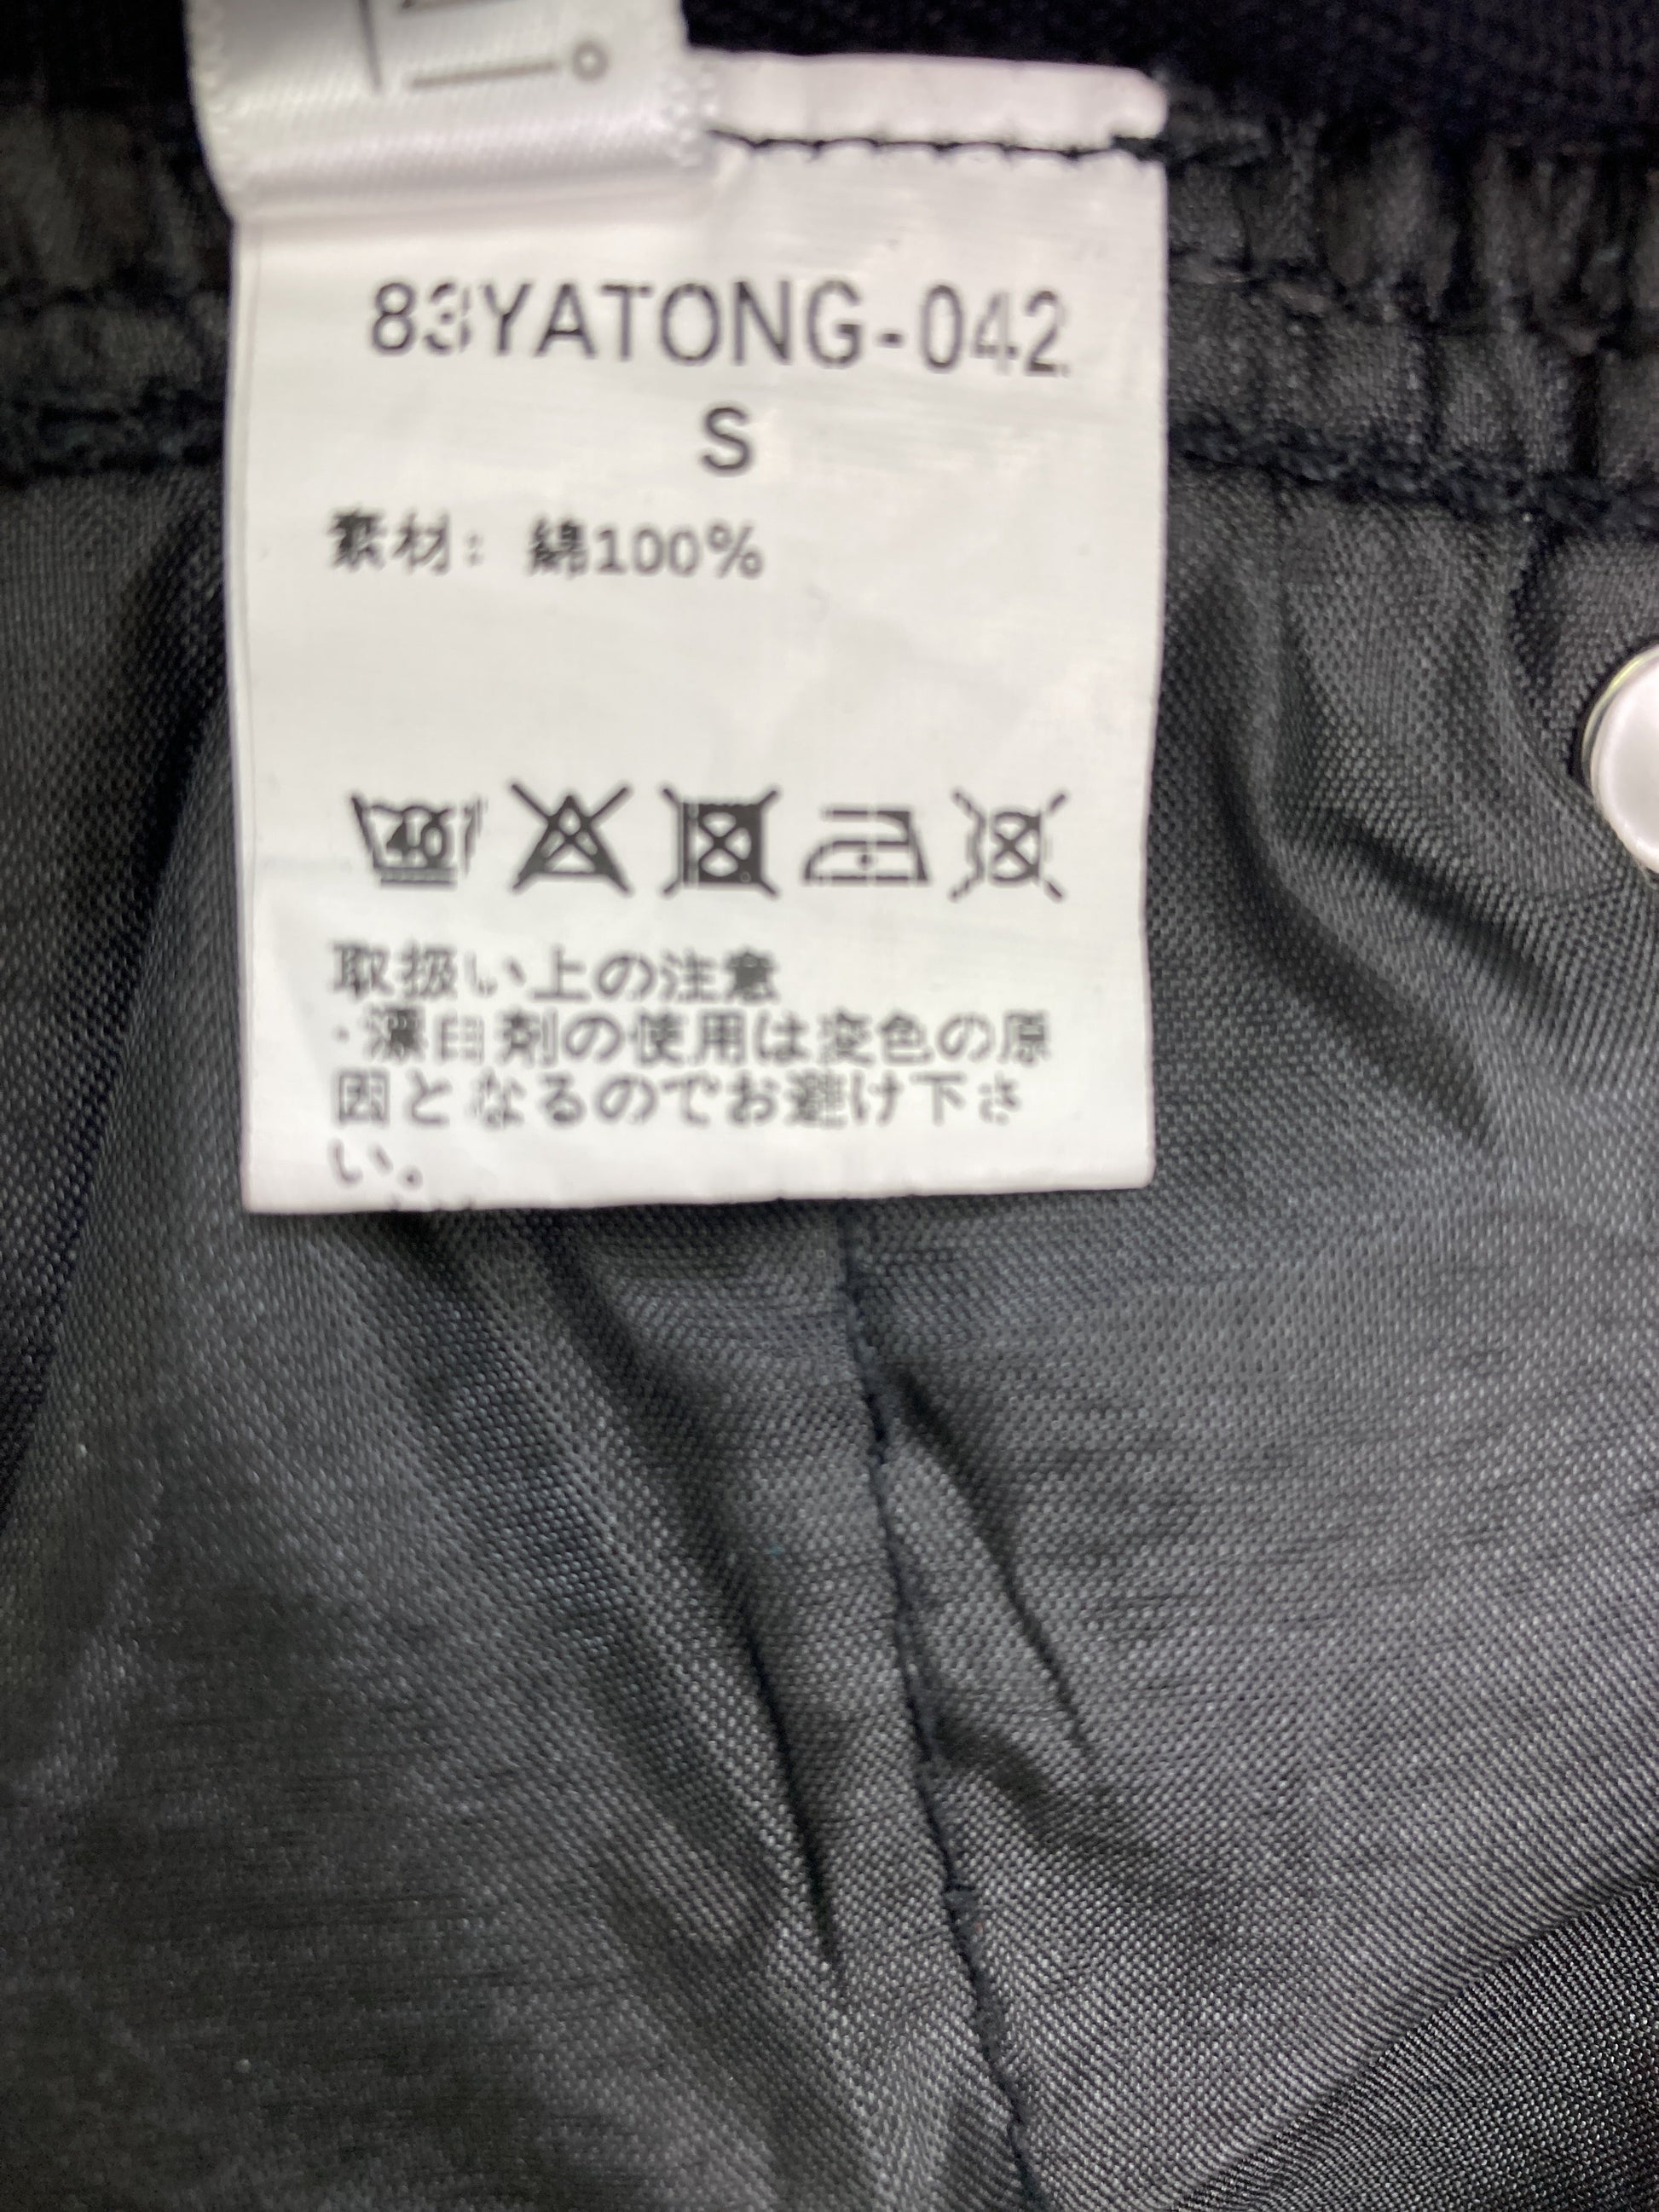 83YATONG-042
S
素材: 綿100%
40
取扱い上の注意
・漂白剤の使用は変色の原
因となるのでお避け下さ
い。